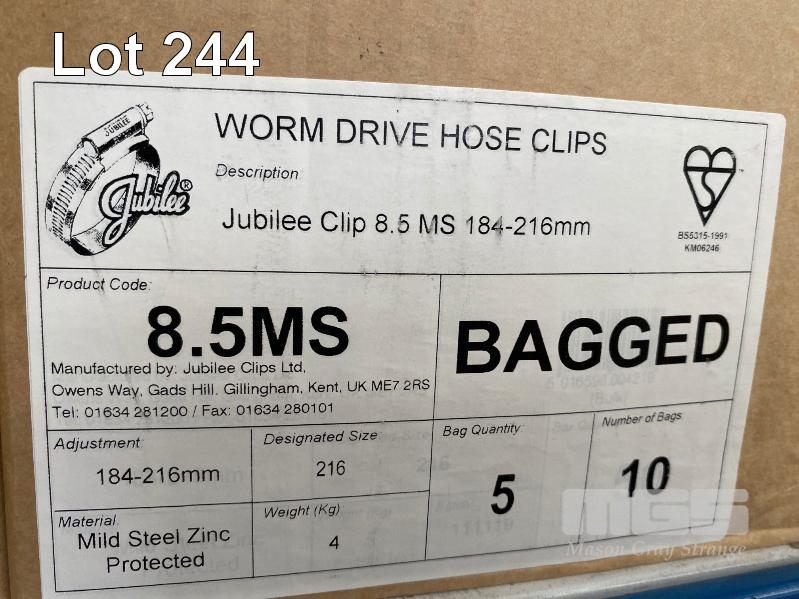 Lot 244
JUBILEE
Jubilee®
WORM DRIVE HOSE CLIPS
Description
Jubilee Clip 8.5 MS 184-216mm
BS5315-1991
KM06246
Product Code:
8.5MS
BAGGED
Manufactured by: Jubilee Clips Ltd,
Owens Way, Gads Hill. Gillingham, Kent, UK ME7 2RS
Tel: 01634 281200 / Fax: 01634 280101
Adjustment:
184-216mm
Designated Size
216
Bag Quantity:
5
Number of Bags
10
Material
Mild Steel Zinc
Protected
Weight (Kg)
4
MGS
Mason Gray Strange